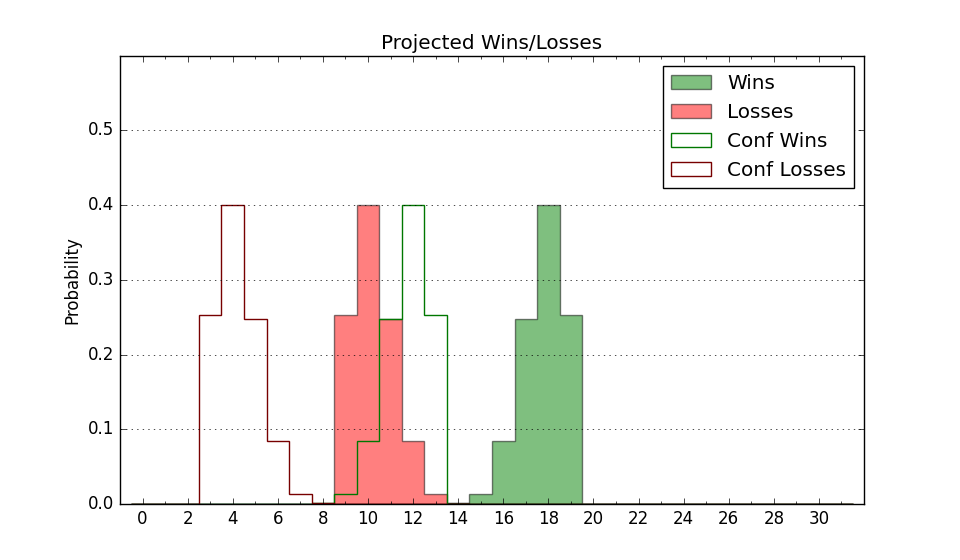 Projected Wins/Losses
Wins
Losses
Conf Wins
Conf Losses
Probability
0.5
0.4
0.3
0.2
0.1
0.0
0 2 4 6 8 10 12 14 16 18 20 22 24 26 28 30